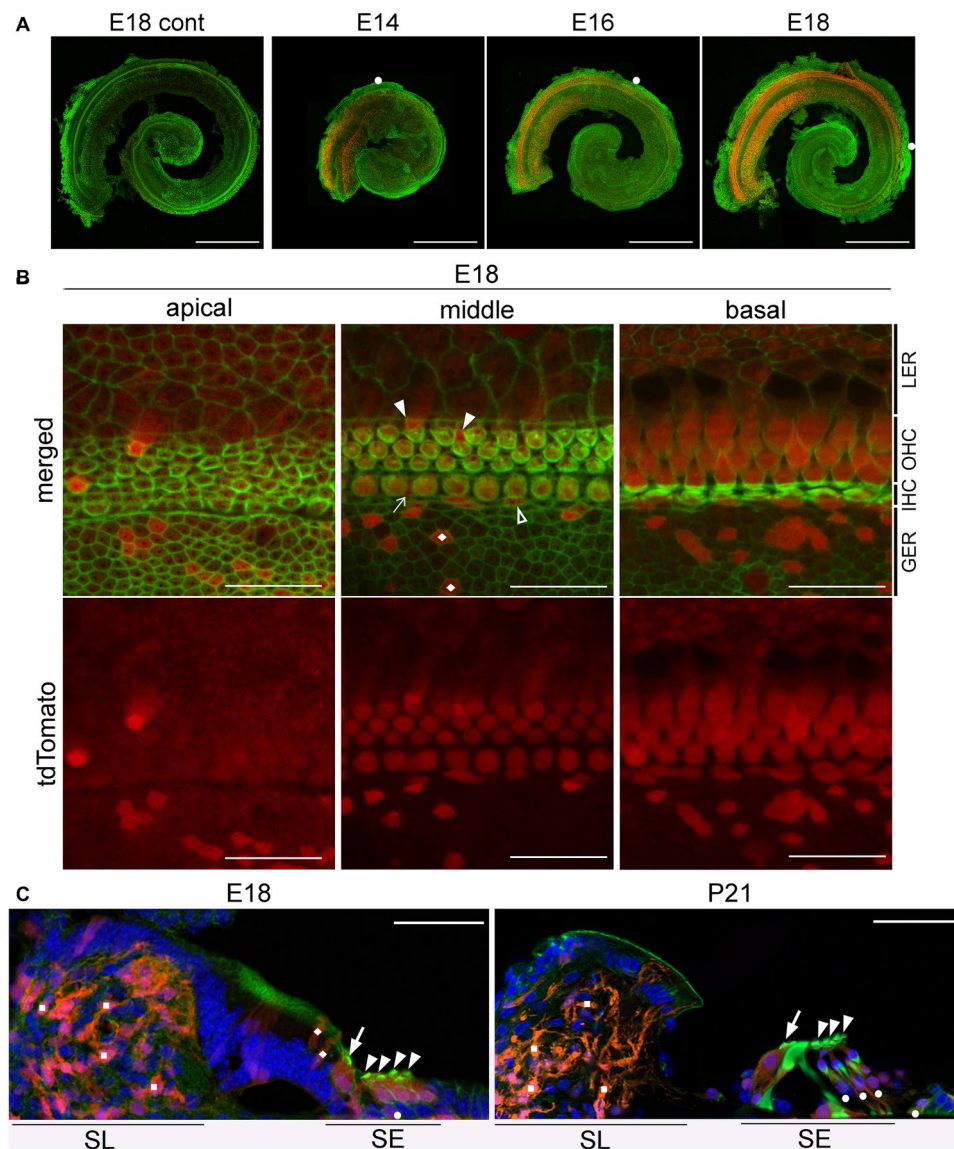 A
E18 cont
E14
E16
E18
B
E18
apical
middle
basal
merged
tdTomato
LER
OHC
IHC
GER
C
E18
P21
SL
SE
SL
SE